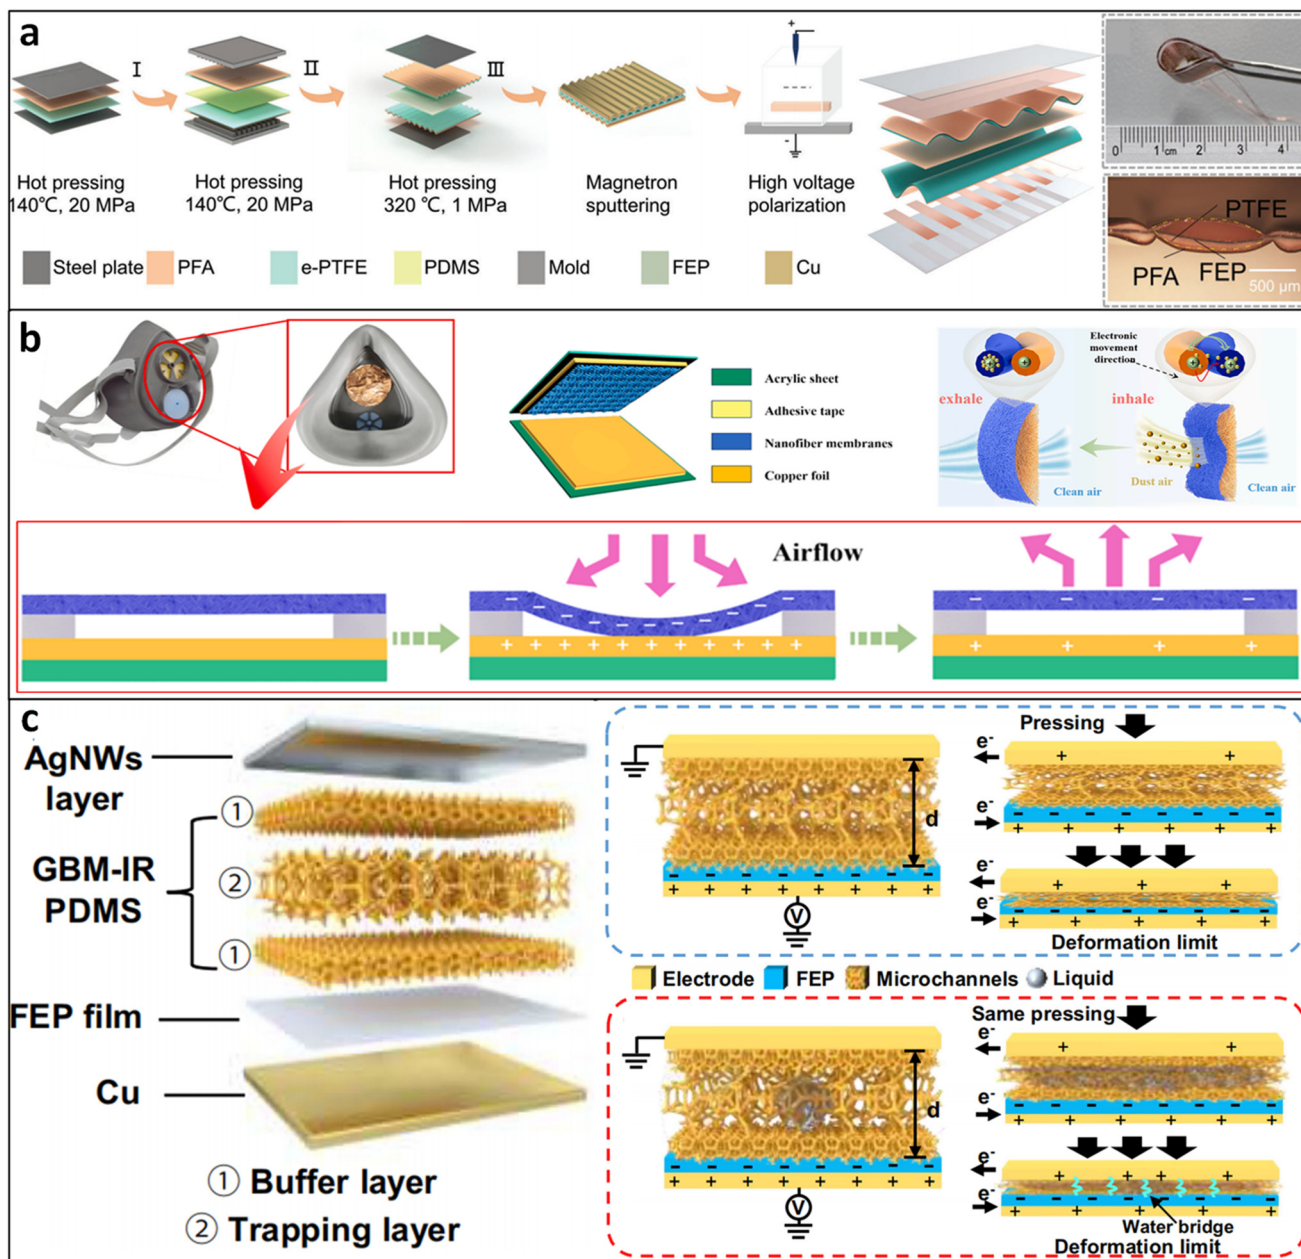 a
I
II
III
+
-
Hot pressing
140℃, 20 MPa
Hot pressing
140℃, 20 MPa
Hot pressing
320 ℃, 1 MPa
Magnetron
sputtering
High voltage
polarization
Steel plate
PFA
e-PTFE
PDMS
Mold
FEP
Cu
0 1 cm 2 3 4
PTFE
PFA
FEP
500 μm
b
Acrylic sheet
Adhesive tape
Nanofiber membranes
Copper foil
Electronic
movement
direction
exhale
inhale
Clean air
Dust air
Clean air
Airflow
c
AgNWs
layer
①
GBM-IR
PDMS
②
①
FEP film
Cu
① Buffer layer
② Trapping layer
d
V
Pressing
e-
e-
e-
e-
Deformation limit
Electrode
FEP
Microchannels
Liquid
d
V
Same pressing
e-
e-
e-
e-
Water bridge
Deformation limit